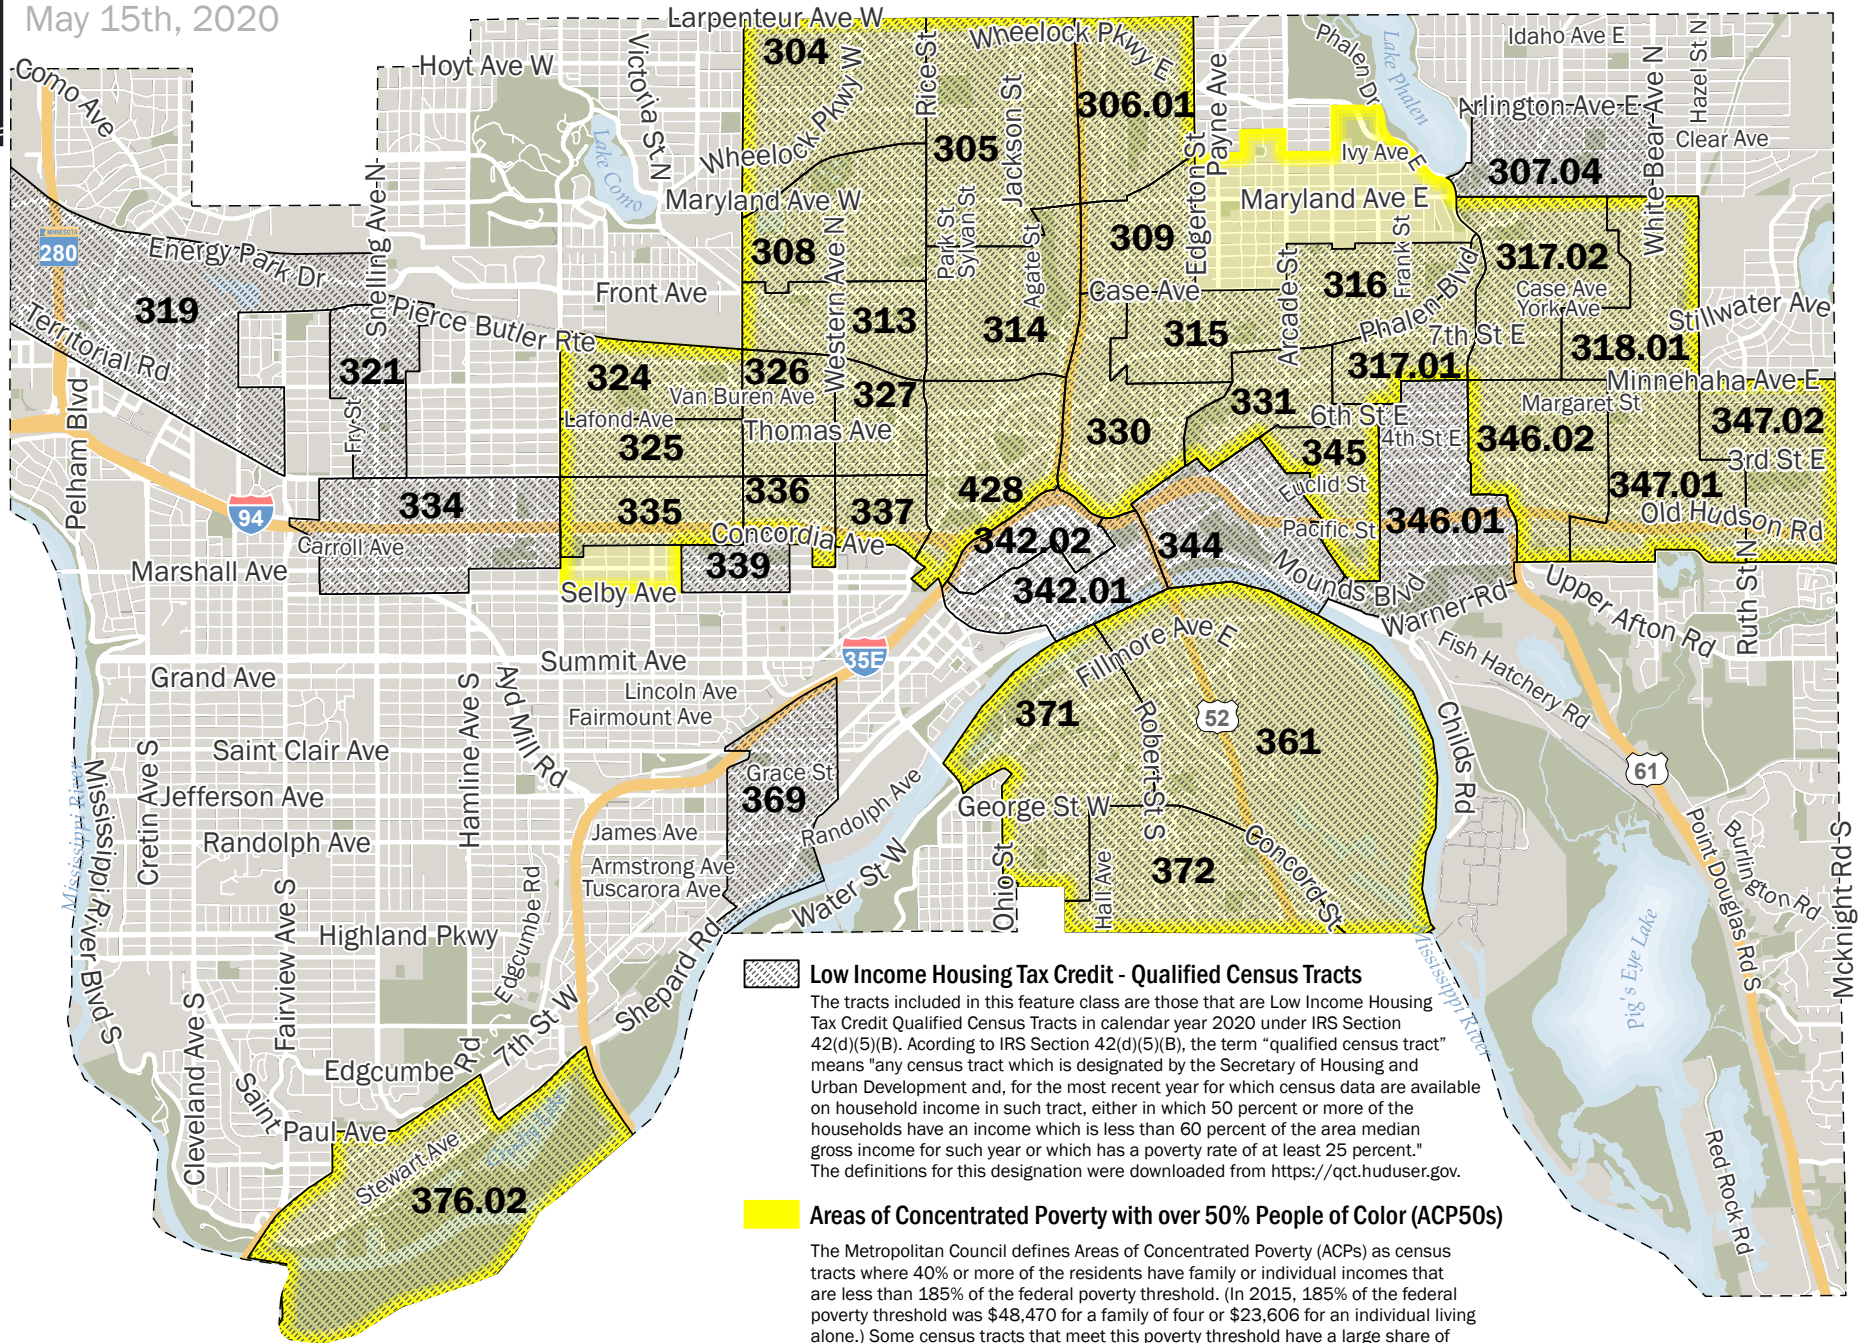 May 15th, 2020
Larpenteur Ave W
Como Ave
Hoyt Ave W
Victoria St N
304
Wheelock Pkwy W
Rice St
Wheelock Pkwy E
306.01
Payne Ave
Phalen Dr
Lake Phalen
Idaho Ave E
White Bear Ave N
Hazel St N
Arlington Ave E
Clear Ave
Lake Como
305
Jackson St
Ivy Ave E
307.04
Maryland Ave W
Maryland Ave E
MINNESOTA
280
Energy Park Dr
Snelling Ave N
308
Western Ave N
Park St
Sylvan St
Agate St
309
Edgerton St
Arcade St
316
Frank St
Phalen Blvd
317.02
Case Ave
York Ave
319
Territorial Rd
Pierce Butler Rte
Front Ave
313
314
Case Ave
315
7th St E
318.01
Stillwater Ave
321
Fry St
324
326
Van Buren Ave
327
317.01
Minnehaha Ave E
Pelham Blvd
Lafond Ave
325
Thomas Ave
330
331
6th St E
4th St E
Margaret St
346.02
347.02
3rd St E
345
Euclid St
347.01
94
334
335
336
337
428
Concordia Ave
Carroll Ave
Pacific St
346.01
Old Hudson Rd
Marshall Ave
339
342.02
344
Selby Ave
342.01
Mounds Blvd
Warner Rd
Upper Afton Rd
Ruth St N
Grand Ave
Summit Ave
35E
Fillmore Ave E
Fish Hatchery Rd
Lincoln Ave
Fairmount Ave
Ayd Mill Rd
Hamline Ave S
371
Robert St S
52
361
Childs Rd
Saint Clair Ave
Cretin Ave S
Mississippi River
Mississippi River Blvd S
Jefferson Ave
Grace St
369
Randolph Ave
George St W
61
Randolph Ave
James Ave
Armstrong Ave
Tuscarora Ave
Water St W
Ohio St
Hall Ave
372
Concord St
Point Douglas Rd S
Burlington Rd
Mcknight Rd S
Fairview Ave S
Highland Pkwy
Edgcumbe Rd
Shepard Rd
Mississippi River
Pig's Eye Lake
Cleveland Ave S
Edgcumbe Rd
7th St W
Saint Paul Ave
Stewart Ave
Crosby Lake
376.02
Red Rock Rd
Low Income Housing Tax Credit - Qualified Census Tracts
The tracts included in this feature class are those that are Low Income Housing
Tax Credit Qualified Census Tracts in calendar year 2020 under IRS Section
42(d)(5)(B). Acording to IRS Section 42(d)(5)(B), the term “qualified census tract”
means "any census tract which is designated by the Secretary of Housing and
Urban Development and, for the most recent year for which census data are available
on household income in such tract, either in which 50 percent or more of the
households have an income which is less than 60 percent of the area median
gross income for such year or which has a poverty rate of at least 25 percent."
The definitions for this designation were downloaded from https://qct.huduser.gov.
Areas of Concentrated Poverty with over 50% People of Color (ACP50s)
The Metropolitan Council defines Areas of Concentrated Poverty (ACPs) as census
tracts where 40% or more of the residents have family or individual incomes that
are less than 185% of the federal poverty threshold. (In 2015, 185% of the federal
poverty threshold was $48,470 for a family of four or $23,606 for an individual living
alone.) Some census tracts that meet this poverty threshold have a large share of